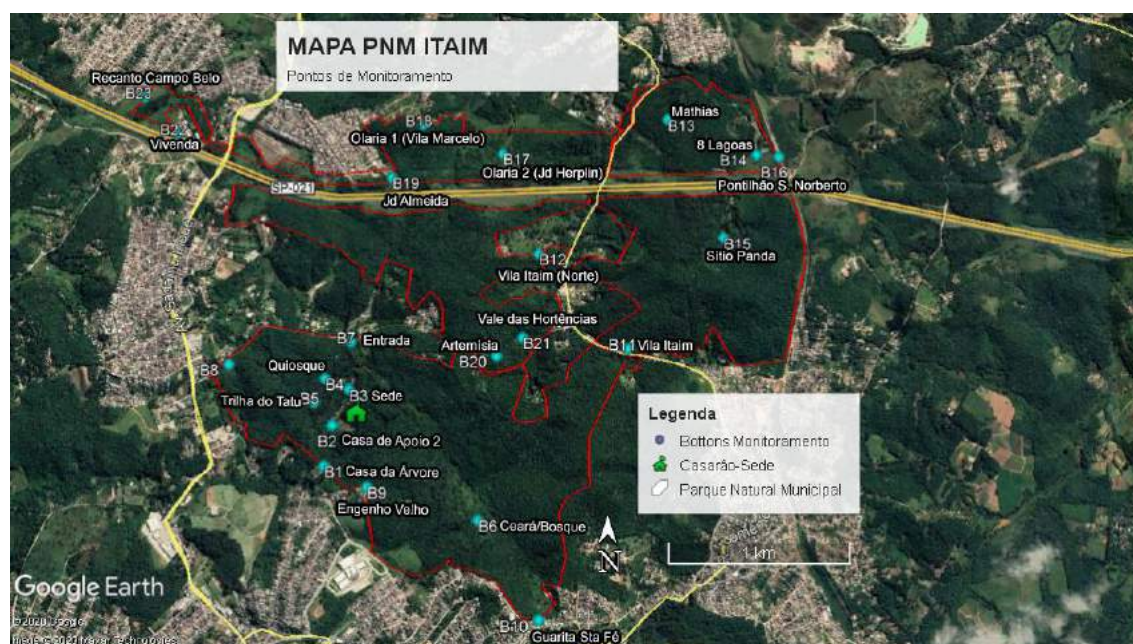 MAPA PNM ITAIM
Pontos de Monitoramento
Recanto Campo Belo
B23
B22
Vivenda
B18
Olaria 1 (Vila Marcelo)
B17
Olaria 2 (Jd Herplin)
B19
Jd Almeida
SP-021
Mathias
B13
8 Lagoas
B14
B16
Pontilhão S. Norberto
B15
Sitio Panda
B12
Vila Itaim (Norte)
Vale das Hortências
B21
Artemisia
B20
B11 Vila Itaim
B7 Entrada
B8
Quiosque
B4
B3 Sede
Trilha do Tatu
B5
B2
Casa de Apoio 2
B1 Casa da Árvore
B9
Engenho Velho
B6 Ceará/Bosque
B10
Guarita Sta Fé
Legenda
Bottons Monitoramento
Casarão-Sede
Parque Natural Municipal
N
1 km
Google Earth